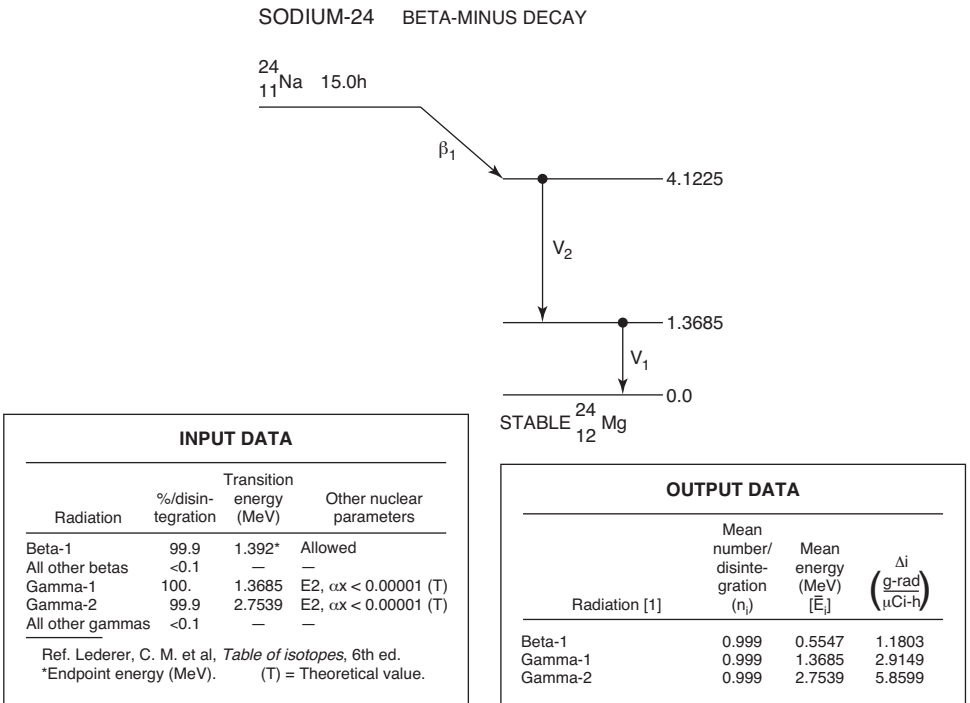 SODIUM-24 BETA-MINUS DECAY
24
11 Na 15.0h
β1
4.1225
V2
1.3685
V1
0.0
STABLE 24
12 Mg
INPUT DATA
Radiation %/disin-tegration Transition energy (MeV) Other nuclear parameters
Beta-1 99.9 1.392* Allowed
All other betas <0.1 — —
Gamma-1 100. 1.3685 E2, αx < 0.00001 (T)
Gamma-2 99.9 2.7539 E2, αx < 0.00001 (T)
All other gammas <0.1 — —
Ref. Lederer, C. M. et al, Table of isotopes, 6th ed.
*Endpoint energy (MeV). (T) = Theoretical value.
OUTPUT DATA
Radiation [1] Mean number/ disinte-gration (ni) Mean energy (MeV) [E̅i] Δi (g-rad/μCi-h)
Beta-1 0.999 0.5547 1.1803
Gamma-1 0.999 1.3685 2.9149
Gamma-2 0.999 2.7539 5.8599